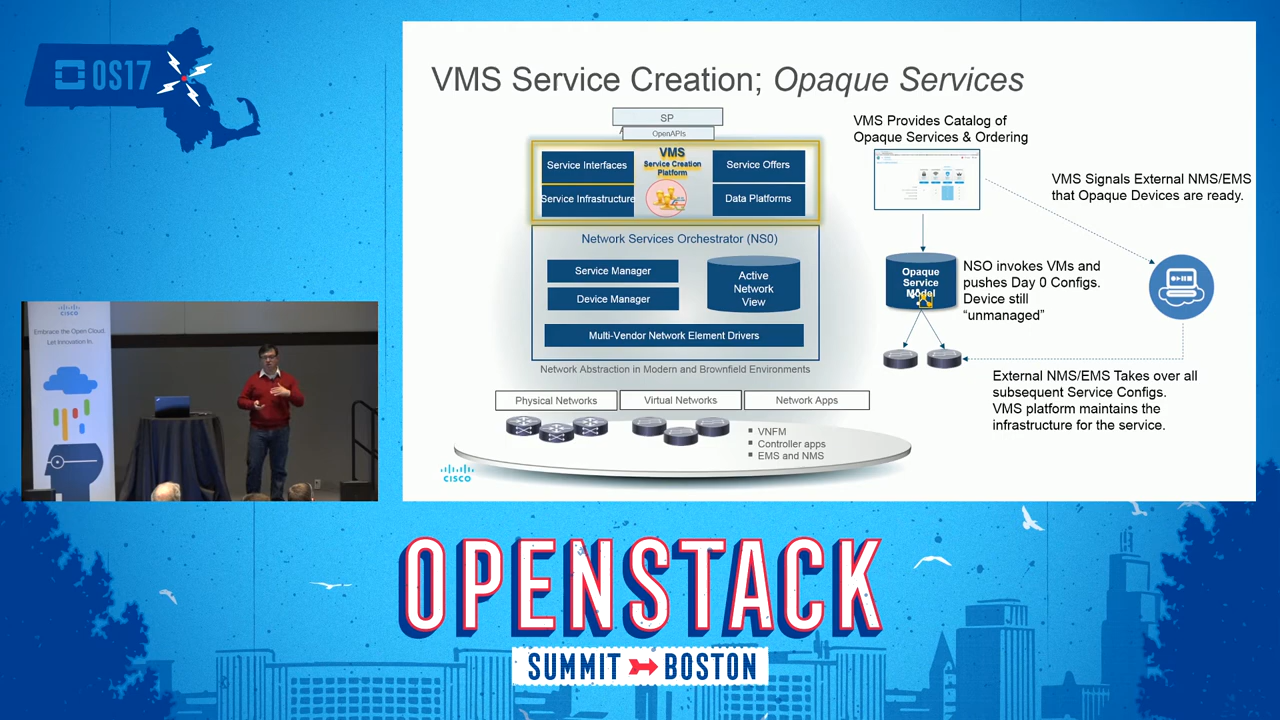 OS17
VMS Service Creation; Opaque Services
SP
OpenAPIs
VMS
Service Creation
Platform
Service Interfaces
Service Offers
Service Infrastructure
Data Platforms
Network Services Orchestrator (NS0)
Service Manager
Device Manager
Active
Network
View
Multi-Vendor Network Element Drivers
Network Abstraction in Modern and Brownfield Environments
Physical Networks
Virtual Networks
Network Apps
VNFM
Controller apps
EMS and NMS
CISCO
VMS Provides Catalog of
Opaque Services & Ordering
VMS Signals External NMS/EMS
that Opaque Devices are ready.
Opaque
Service
Model
NSO invokes VMs and
pushes Day 0 Configs.
Device still
“unmanaged”
External NMS/EMS Takes over all
subsequent Service Configs.
VMS platform maintains the
infrastructure for the service.
CISCO
Embrace the Open Cloud.
Let Innovation In.
OPENSTACK
SUMMIT BOSTON